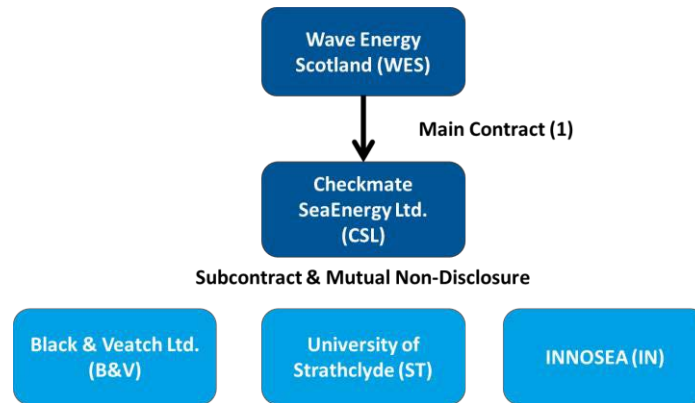 Wave Energy
Scotland (WES)
Main Contract (1)
Checkmate
SeaEnergy Ltd.
(CSL)
Subcontract & Mutual Non-Disclosure
Black & Veatch Ltd.
(B&V)
University of
Strathclyde (ST)
INNOSEA (IN)